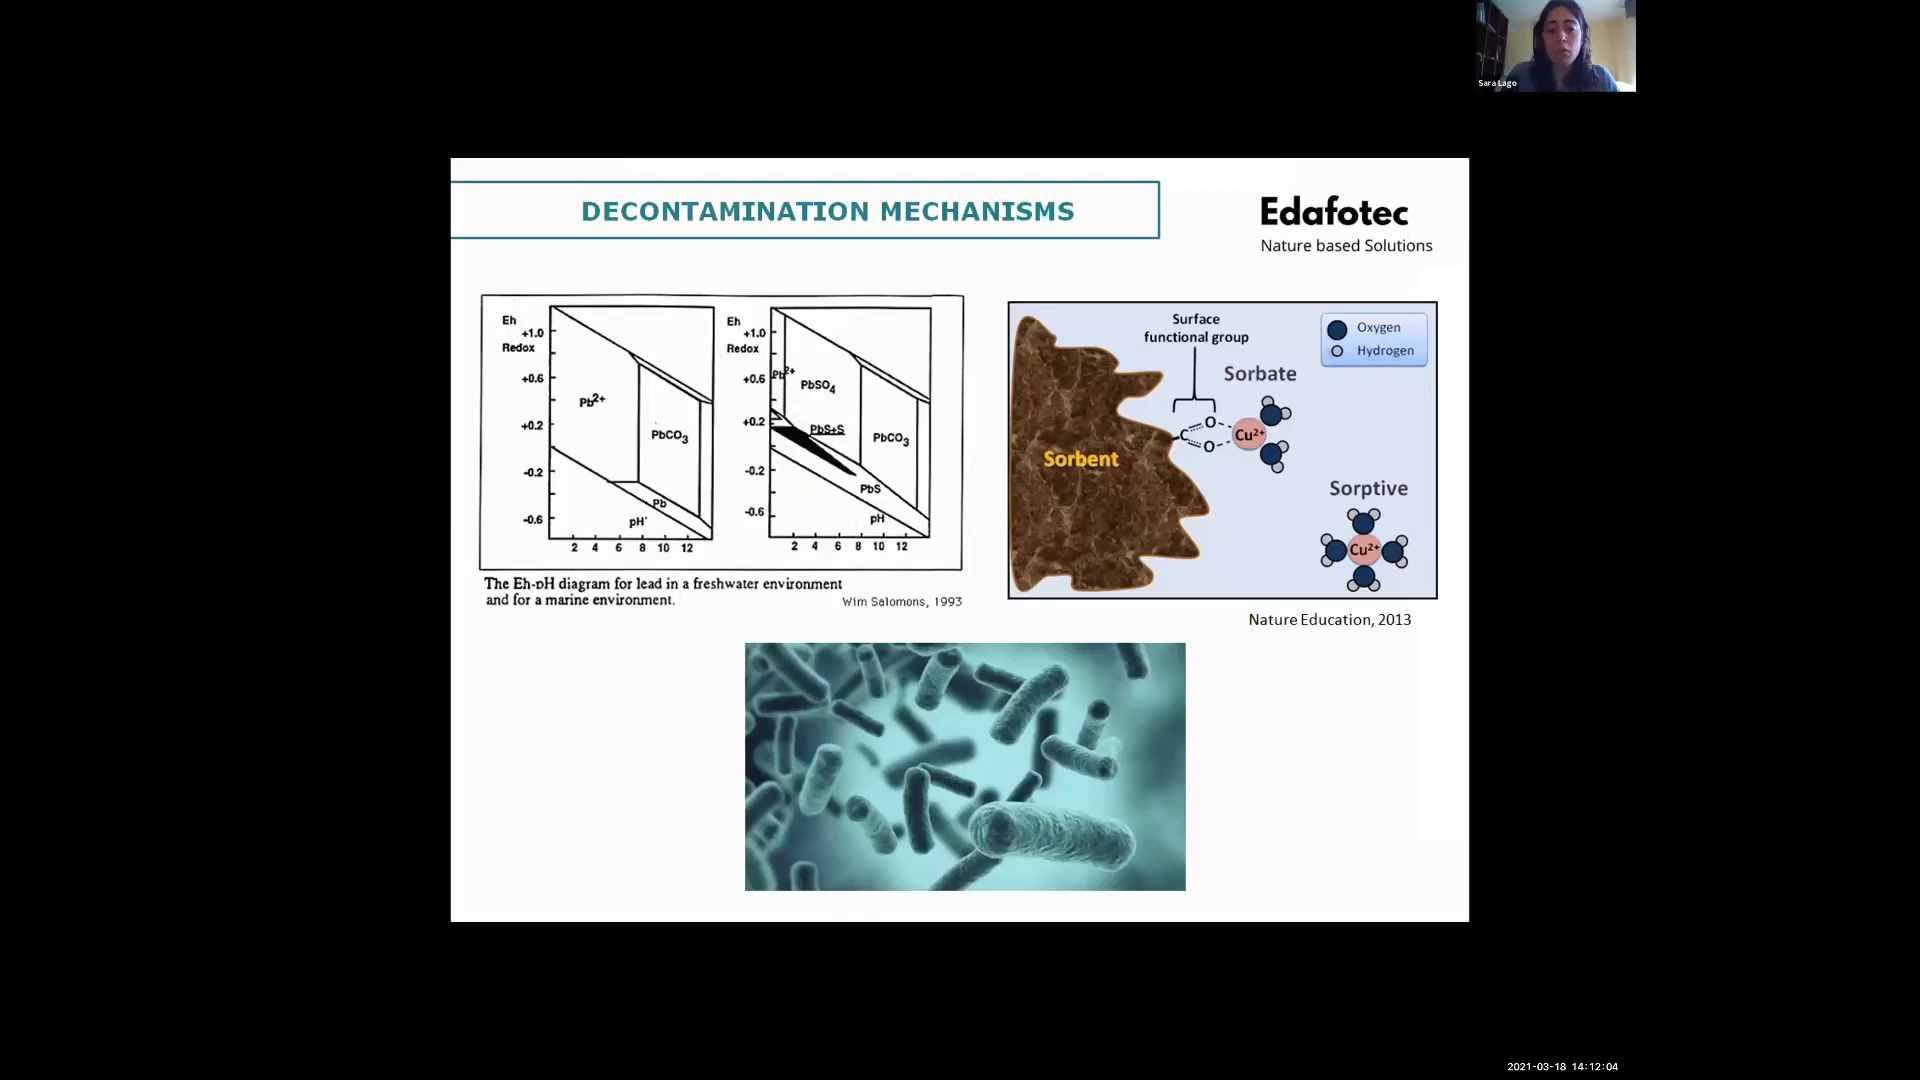 Sara Lago
DECONTAMINATION MECHANISMS
Edafotec
Nature based Solutions
Eh
+1.0
Redox
+0.6
+0.2
-0.2
-0.6
Pb2+
PbCO3
Pb
pH
2 4 6 8 10 12
Eh
+1.0
Redox
+0.6
+0.2
-0.2
-0.6
Pb2+
PbSO4
PbS+S
PbCO3
PbS
pH
2 4 6 8 10 12
The Eh-pH diagram for lead in a freshwater environment
and for a marine environment.
Wim Salomons, 1993
Surface
functional group
Oxygen
Hydrogen
Sorbate
C
O
O
Cu2+
Sorbent
Sorptive
Cu2+
Nature Education, 2013
2021-03-18 14:12:04